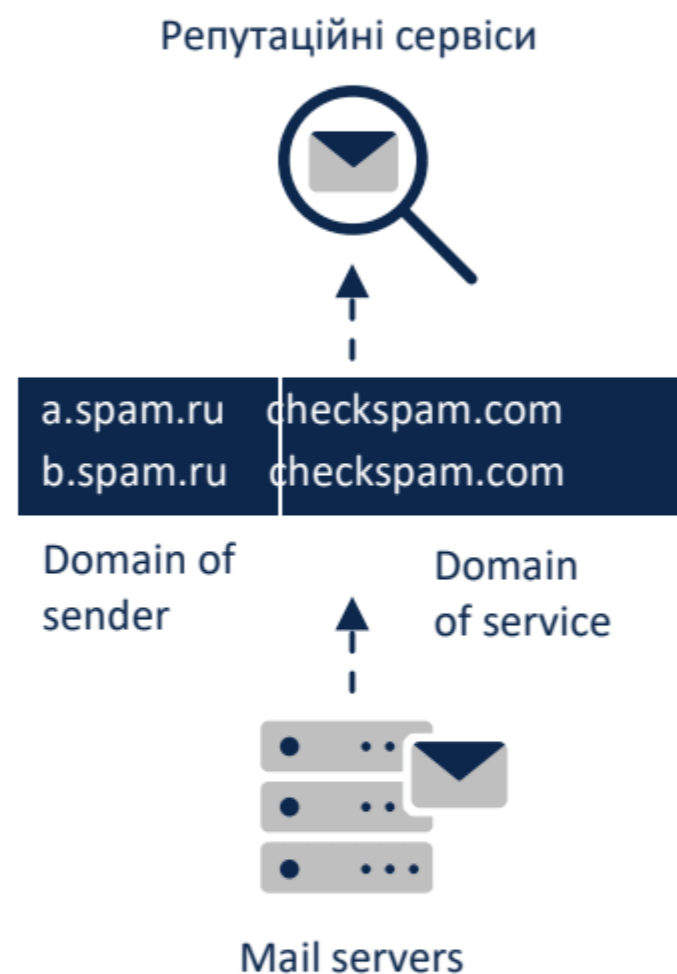 Репутаційні сервіси
a.spam.ru checkspam.com
b.spam.ru checkspam.com
Domain of
sender
Domain
of service
Mail servers